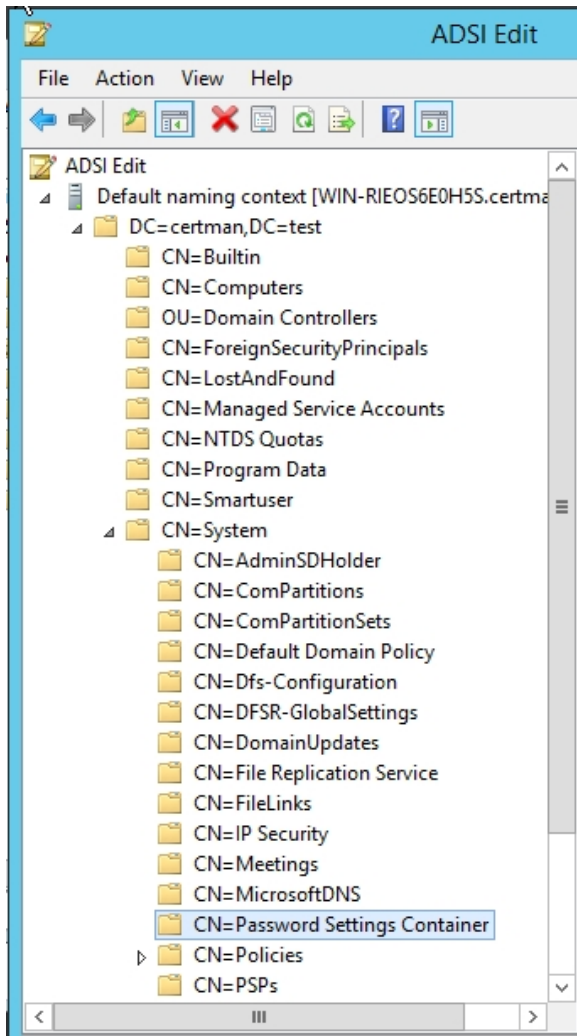 ADSI Edit
File Action View Help
ADSI Edit
Default naming context [WIN-RIEOS6E0H5S.certma
DC=certman,DC=test
CN=Builtin
CN=Computers
OU=Domain Controllers
CN=ForeignSecurityPrincipals
CN=LostAndFound
CN=Managed Service Accounts
CN=NTDS Quotas
CN=Program Data
CN=Smartuser
CN=System
CN=AdminSDHolder
CN=ComPartitions
CN=ComPartitionSets
CN=Default Domain Policy
CN=Dfs-Configuration
CN=DFSR-GlobalSettings
CN=DomainUpdates
CN=File Replication Service
CN=FileLinks
CN=IP Security
CN=Meetings
CN=MicrosoftDNS
CN=Password Settings Container
CN=Policies
CN=PSPs